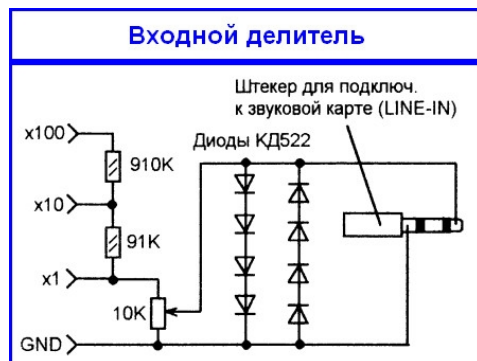 Входной делитель
Штекер для подключ.
к звуковой карте (LINE-IN)
x100
Диоды КД522
910K
x10
91K
x1
10K
GND